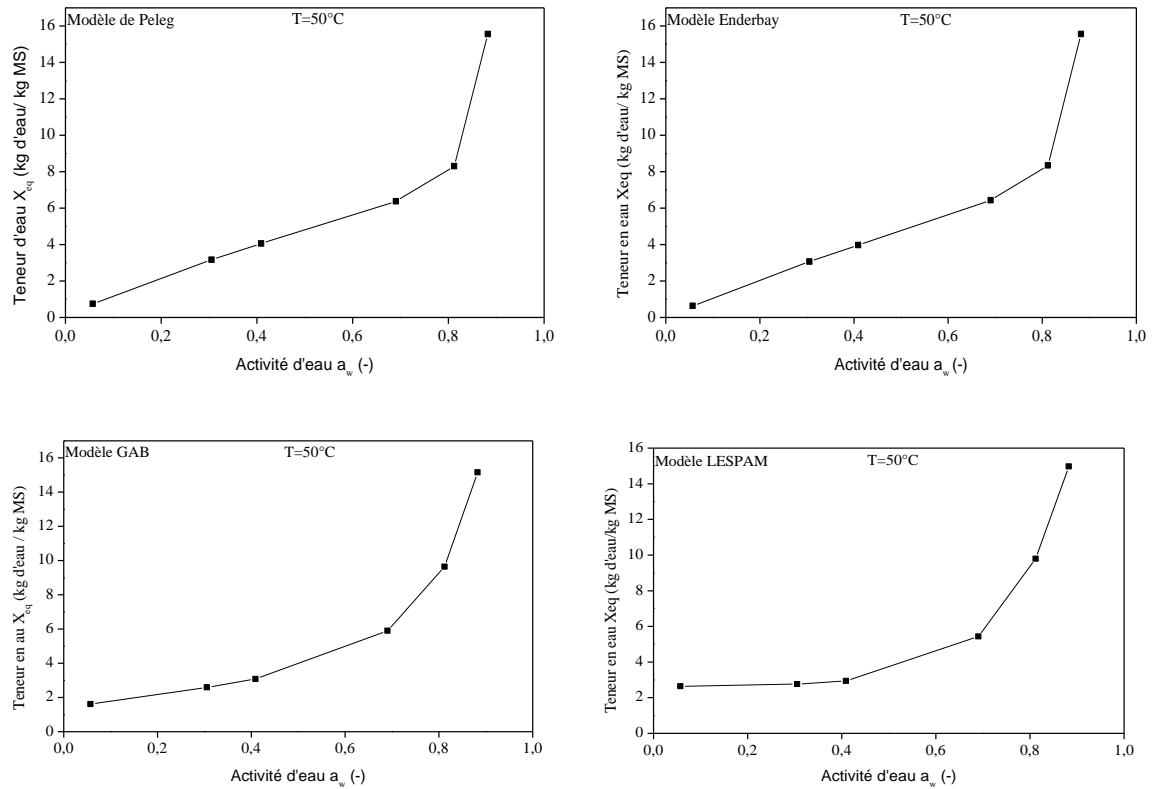 Modèle de Peleg
T=50°C
16
14
12
10
8
6
4
2
0
Teneur d'eau X_eq (kg d'eau/ kg MS)
0,0 0,2 0,4 0,6 0,8 1,0
Activité d'eau a_w (-)
Modèle Enderbay
T=50°C
16
14
12
10
8
6
4
2
0
Teneur en eau Xeq (kg d'eau/ kg MS)
0,0 0,2 0,4 0,6 0,8 1,0
Activité d'eau a_w (-)
Modèle GAB
T=50°C
16
14
12
10
8
6
4
2
0
Teneur en au X_eq (kg d'eau / kg MS)
0,0 0,2 0,4 0,6 0,8 1,0
Activité d'eau a_w (-)
Modèle LESPAM
T=50°C
16
14
12
10
8
6
4
2
0
Teneur en eau Xeq (kg d'eau/kg MS)
0,0 0,2 0,4 0,6 0,8 1,0
Activité d'eau a_w (-)